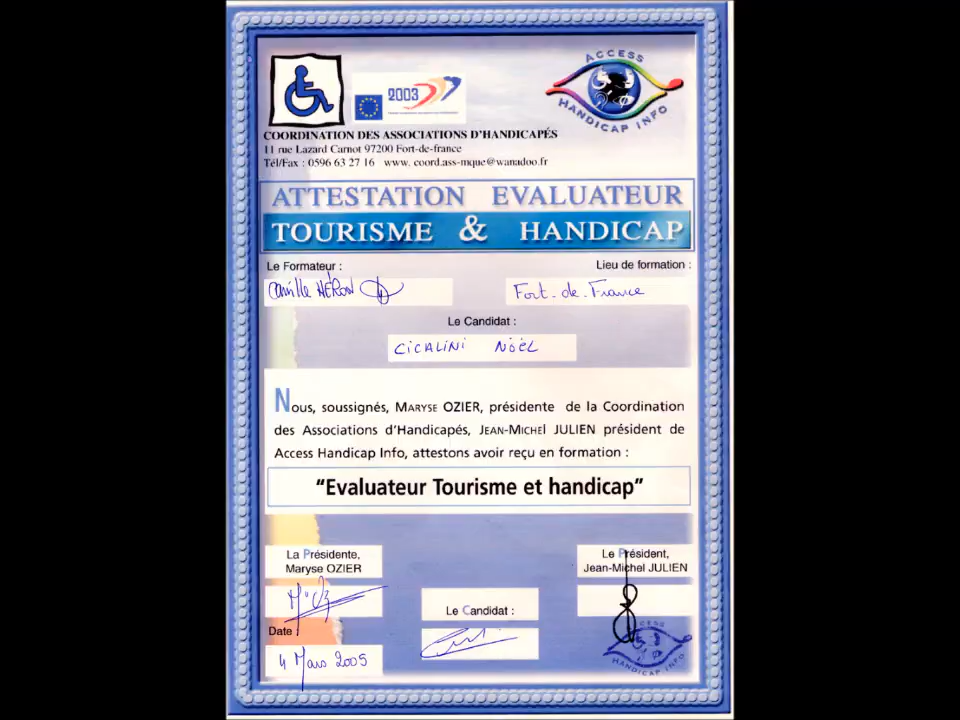 2003
ACCESS
HANDICAP INFO
COORDINATION DES ASSOCIATIONS D'HANDICAPÉS
11 rue Lazard Carnot 97200 Fort-de-france
Tél/Fax : 0596 63 27 16 www. coord.ass-mque@wanadoo.fr
ATTESTATION EVALUATEUR
TOURISME & HANDICAP
Le Formateur :
Lieu de formation :
Camille HÉRON
Fort-de-France
Le Candidat :
CICALINI NOËL
Nous, soussignés, MARYSE OZIER, présidente de la Coordination
des Associations d'Handicapés, JEAN-MICHEl JULIEN président de
Access Handicap Info, attestons avoir reçu en formation :
“Evaluateur Tourisme et handicap”
La Présidente,
Maryse OZIER
Le Président,
Jean-Michel JULIEN
Le Candidat :
Date :
4 Mars 2005
ACCESS
HANDICAP INFO